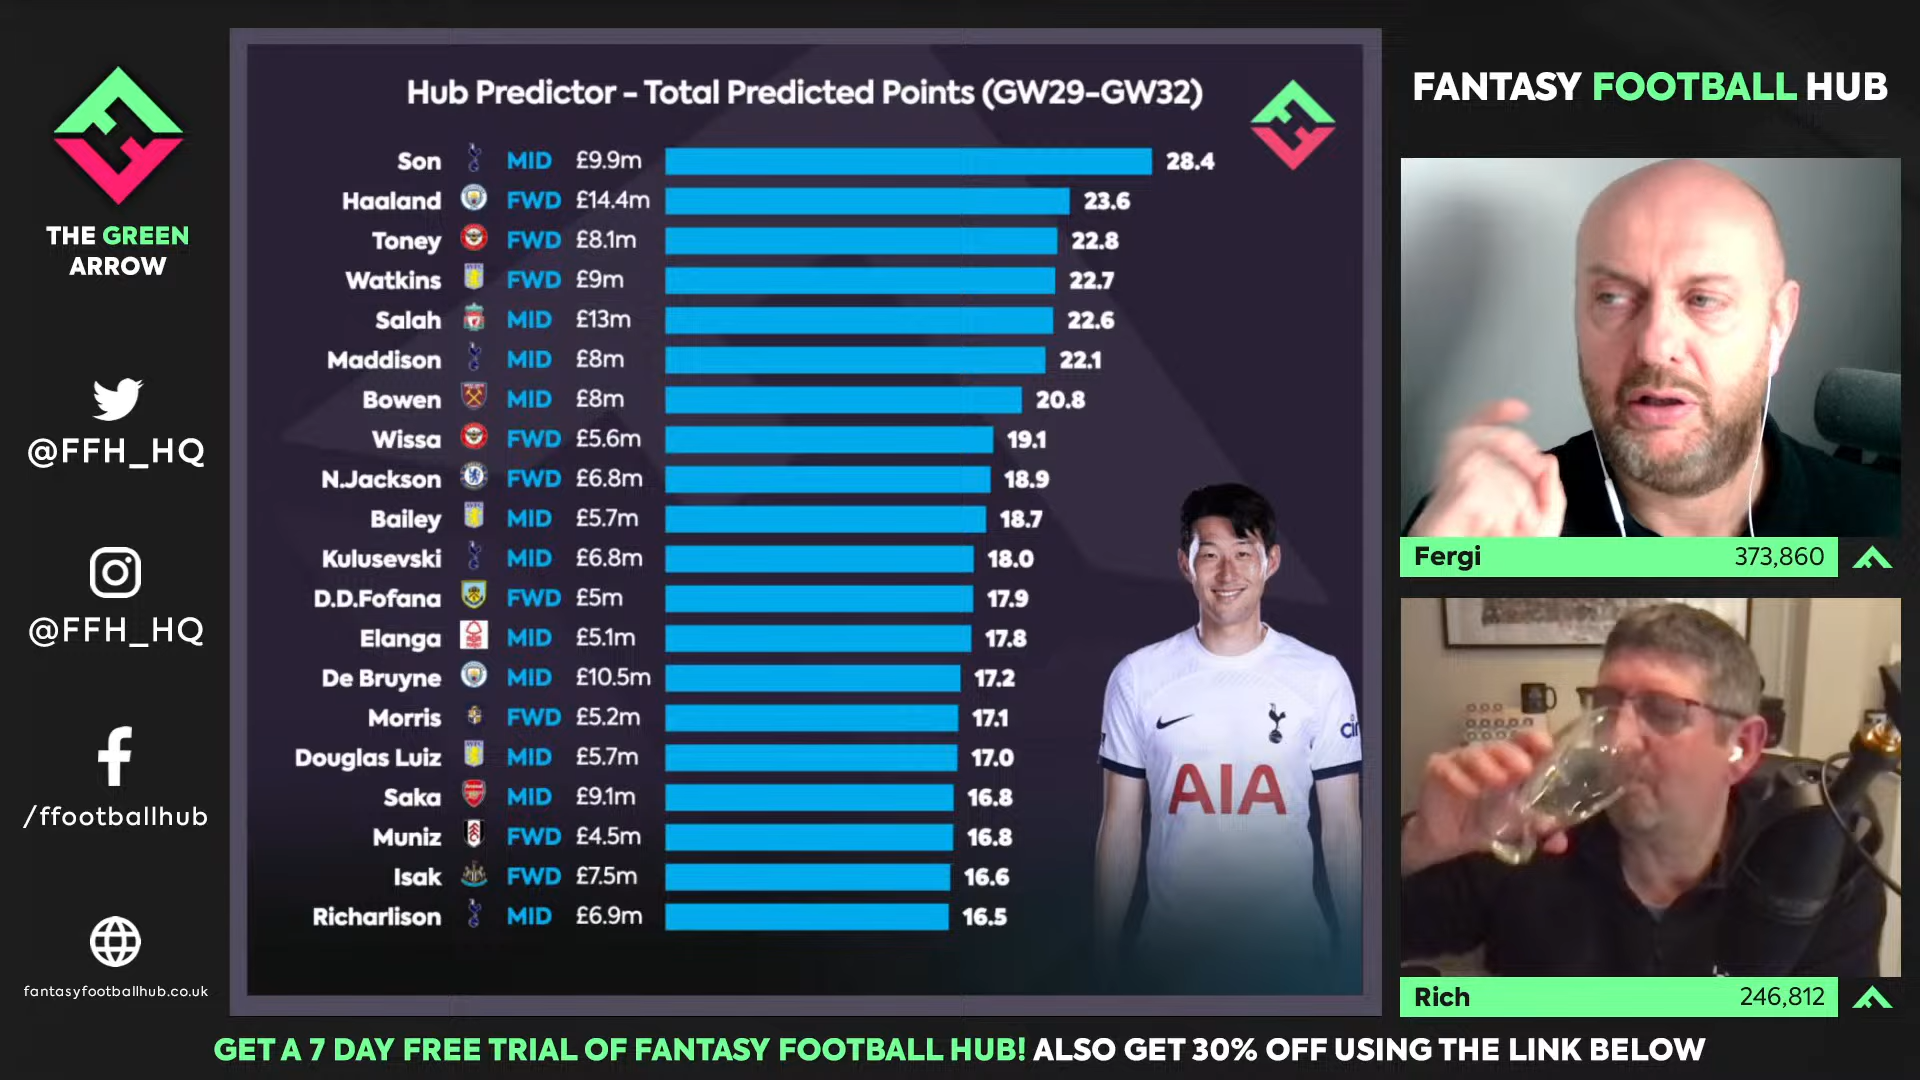 THE GREEN
ARROW
@FFH_HQ
@FFH_HQ
/ffootballhub
fantasyfootballhub.co.uk
Hub Predictor - Total Predicted Points (GW29-GW32)
Son MID £9.9m 28.4
Haaland FWD £14.4m 23.6
Toney FWD £8.1m 22.8
Watkins FWD £9m 22.7
Salah MID £13m 22.6
Maddison MID £8m 22.1
Bowen MID £8m 20.8
Wissa FWD £5.6m 19.1
N.Jackson FWD £6.8m 18.9
Bailey MID £5.7m 18.7
Kulusevski MID £6.8m 18.0
D.D.Fofana FWD £5m 17.9
Elanga MID £5.1m 17.8
De Bruyne MID £10.5m 17.2
Morris FWD £5.2m 17.1
Douglas Luiz MID £5.7m 17.0
Saka MID £9.1m 16.8
Muniz FWD £4.5m 16.8
Isak FWD £7.5m 16.6
Richarlison MID £6.9m 16.5
AIA
FANTASY FOOTBALL HUB
Fergi 373,860
Rich 246,812
GET A 7 DAY FREE TRIAL OF FANTASY FOOTBALL HUB! ALSO GET 30% OFF USING THE LINK BELOW